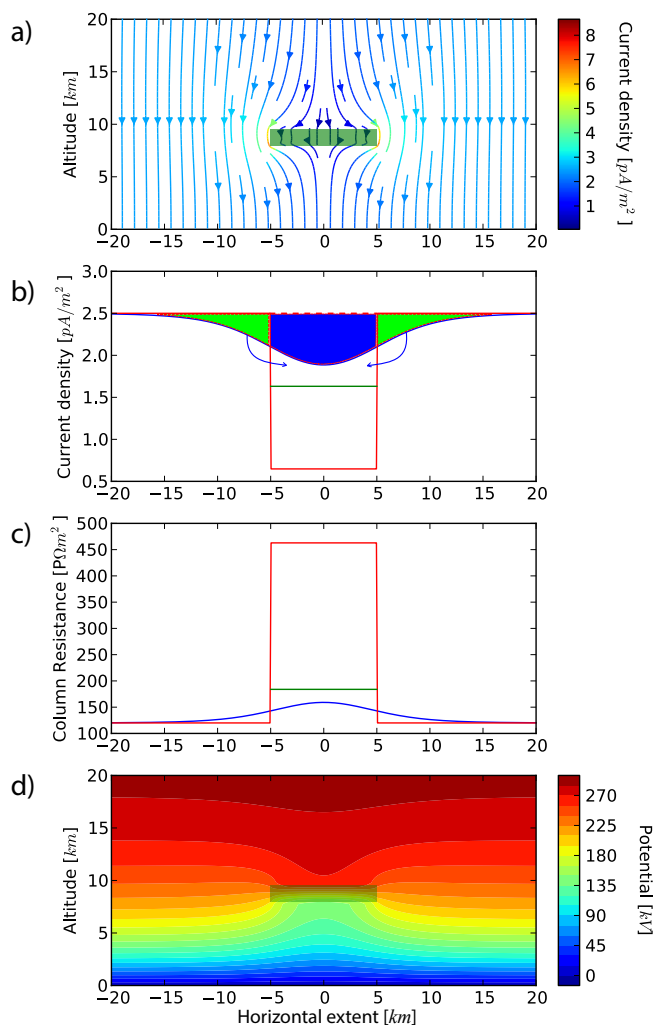 a)
20
15
10
5
0
Altitude [km]
−20 −15 −10 −5 0 5 10 15 20
8
7
6
5
4
3
2
1
Current density [pA/m²]
b)
3.0
2.5
2.0
1.5
1.0
0.5
Current density [pA/m²]
−20 −15 −10 −5 0 5 10 15 20
c)
500
450
400
350
300
250
200
150
100
Column Resistance [PΩm²]
−20 −15 −10 −5 0 5 10 15 20
d)
20
15
10
5
0
Altitude [km]
−20 −15 −10 −5 0 5 10 15 20
Horizontal extent [km]
270
225
180
135
90
45
0
Potential [kV]